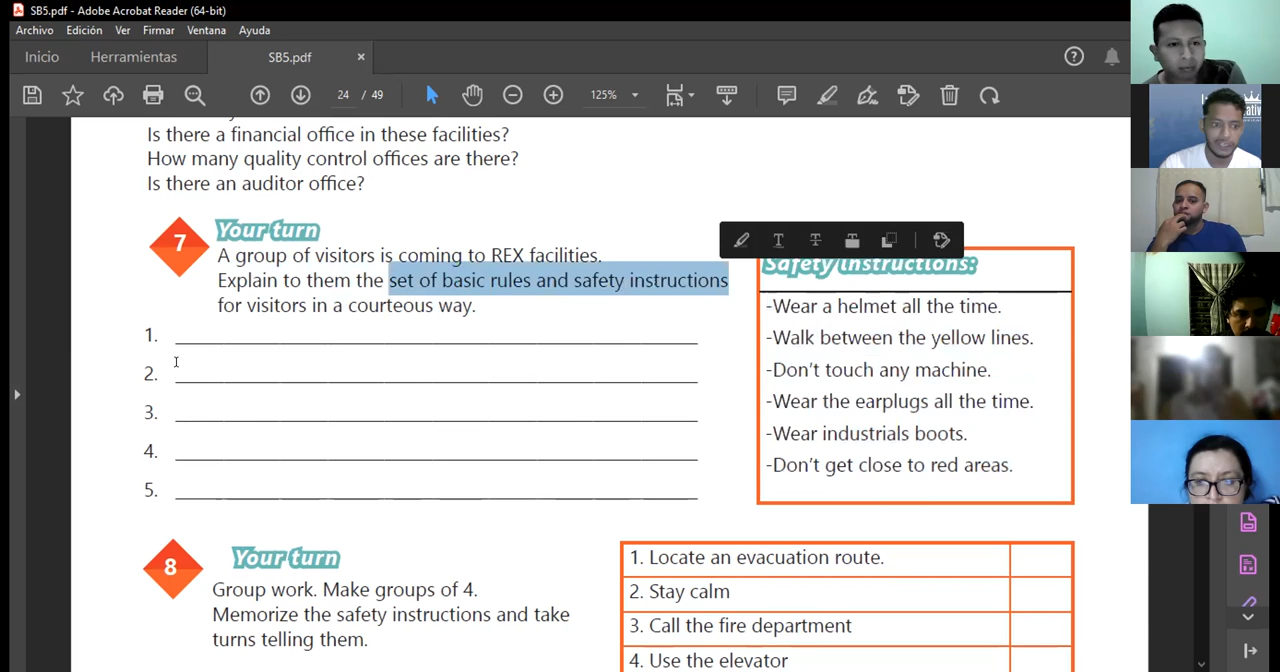 SB5.pdf - Adobe Acrobat Reader (64-bit)
Archivo Edición Ver Firmar Ventana Ayuda
Inicio Herramientas SB5.pdf ×
24 / 49 125%
Is there a financial office in these facilities?
How many quality control offices are there?
Is there an auditor office?
7 Your turn
A group of visitors is coming to REX facilities.
Explain to them the set of basic rules and safety instructions
for visitors in a courteous way.
1.
2.
3.
4.
5.
Safety instructions:
-Wear a helmet all the time.
-Walk between the yellow lines.
-Don't touch any machine.
-Wear the earplugs all the time.
-Wear industrials boots.
-Don't get close to red areas.
8 Your turn
Group work. Make groups of 4.
Memorize the safety instructions and take
turns telling them.
1. Locate an evacuation route.
2. Stay calm
3. Call the fire department
4. Use the elevator